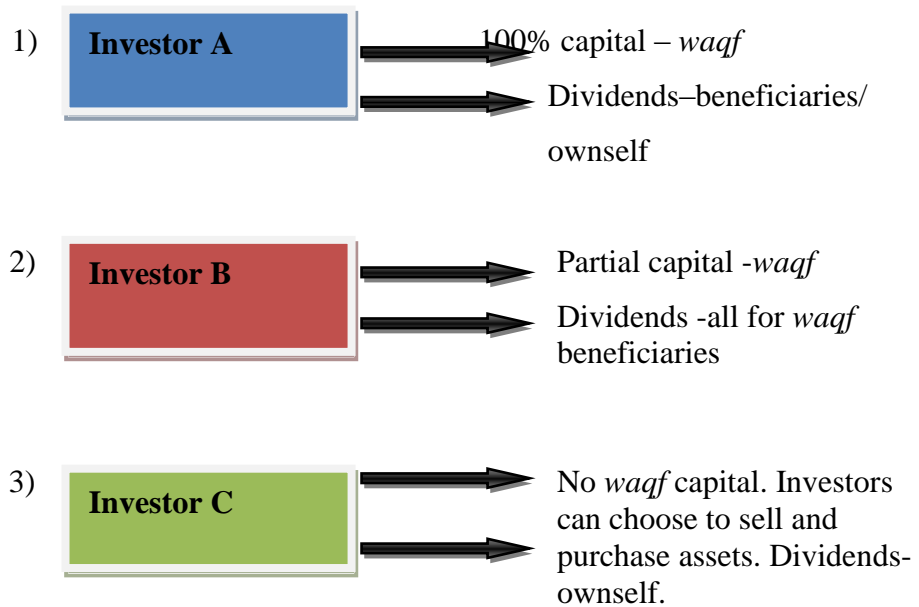 1) Investor A 100% capital – waqf
Dividends–beneficiaries/
ownself
2) Investor B Partial capital -waqf
Dividends -all for waqf
beneficiaries
3) Investor C No waqf capital. Investors
can choose to sell and
purchase assets. Dividends-
ownself.